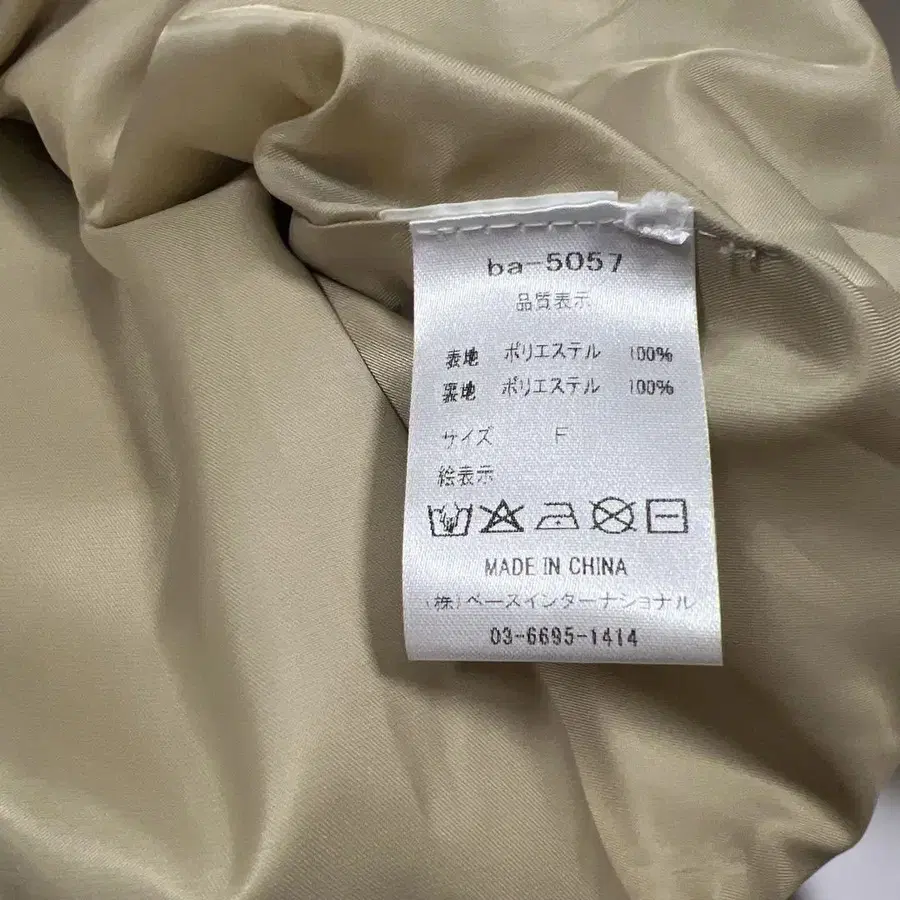 ba-5057
品質表示
表地 ポリエステル 100%
裏地 ポリエステル 100%
サイズ F
絵表示
MADE IN CHINA
(株)ベースインターナショナル
03-6695-1414